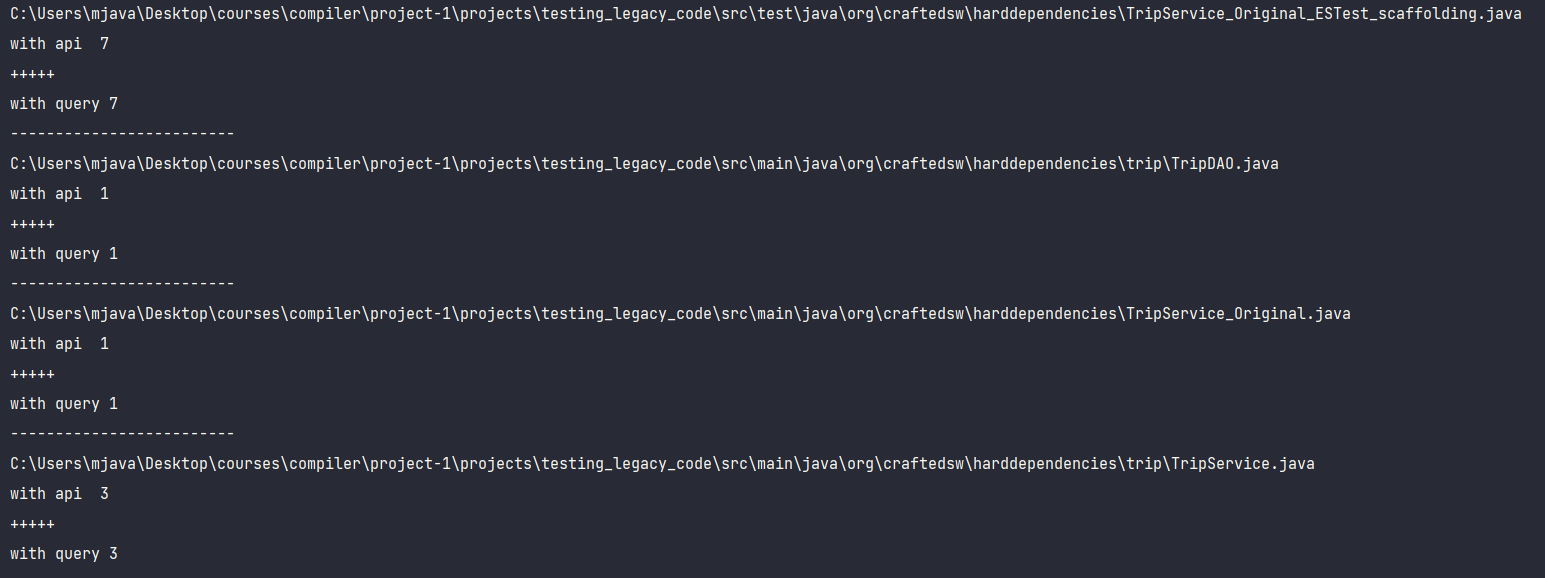 C:\Users\mjava\Desktop\courses\compiler\project-1\projects\testing_legacy_code\src\test\java\org\craftedsw\harddependencies\TripService_Original_ESTest_scaffolding.java
with api  7
+++++
with query 7
-------------------------
C:\Users\mjava\Desktop\courses\compiler\project-1\projects\testing_legacy_code\src\main\java\org\craftedsw\harddependencies\trip\TripDAO.java
with api  1
+++++
with query 1
-------------------------
C:\Users\mjava\Desktop\courses\compiler\project-1\projects\testing_legacy_code\src\main\java\org\craftedsw\harddependencies\TripService_Original.java
with api  1
+++++
with query 1
-------------------------
C:\Users\mjava\Desktop\courses\compiler\project-1\projects\testing_legacy_code\src\main\java\org\craftedsw\harddependencies\trip\TripService.java
with api  3
+++++
with query 3